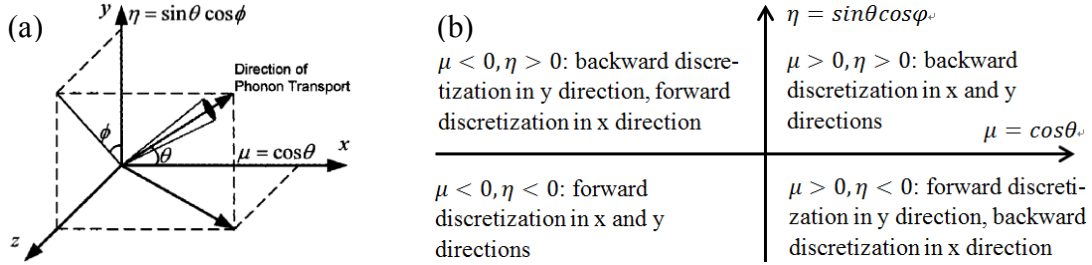 (a)
y
η = sinθ cosϕ
Direction of
Phonon Transport
ϕ
θ
μ = cosθ
x
z
(b)
η = sinθcosφ
μ < 0, η > 0: backward discre-
tization in y direction, forward
discretization in x direction
μ > 0, η > 0: backward
discretization in x and y
directions
μ = cosθ
μ < 0, η < 0: forward
discretization in x and y
directions
μ > 0, η < 0: forward discreti-
zation in y direction, backward
discretization in x direction